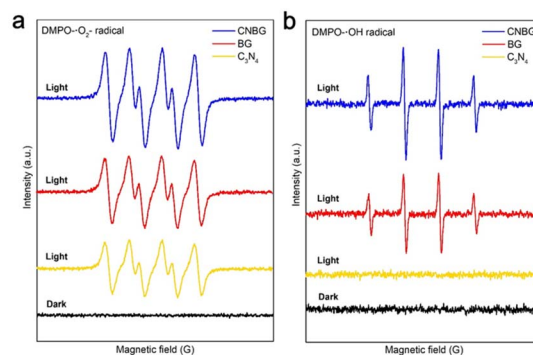 a
DMPO-·O₂- radical
CNBG
BG
C₃N₄
Light
Light
Light
Dark
Intensity (a.u.)
Magnetic field (G)
b
DMPO-·OH radical
CNBG
BG
C₃N₄
Light
Light
Light
Dark
Intensity (a.u.)
Magnetic field (G)